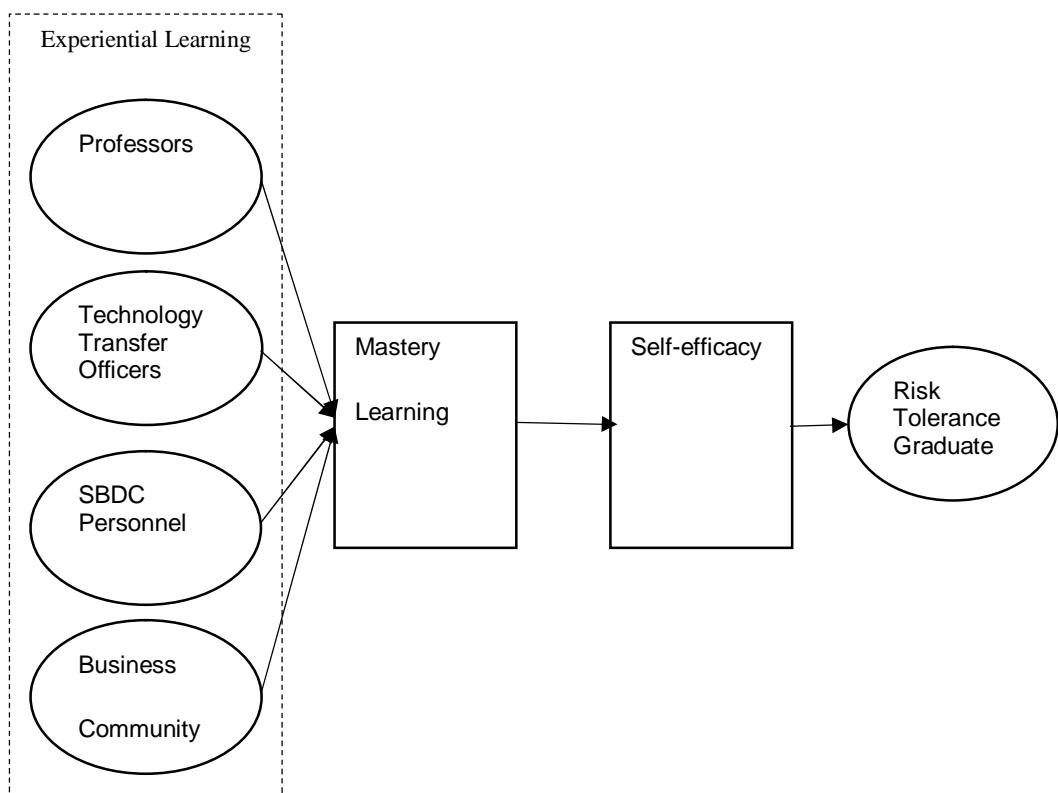 Experiential Learning
Professors
Technology
Transfer
Officers
SBDC
Personnel
Business
Community
Mastery
Learning
Self-efficacy
Risk
Tolerance
Graduate